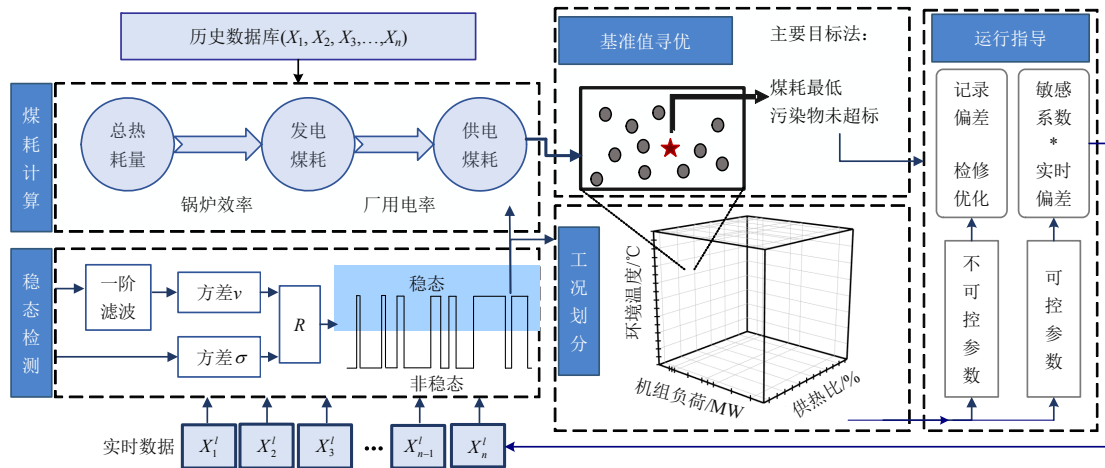 历史数据库(X₁, X₂, X₃,…,Xₙ)
煤耗计算
总热
耗量
发电
煤耗
供电
煤耗
锅炉效率
厂用电率
稳态检测
一阶
滤波
方差v
方差σ
R
稳态
非稳态
实时数据
X₁ˡ
X₂ˡ
X₃ˡ
···
Xₙ₋₁ˡ
Xₙˡ
基准值寻优
主要目标法：
煤耗最低
污染物未超标
工况划分
环境温度/℃
机组负荷/MW
供热比/%
运行指导
记录
偏差
检修
优化
敏感
系数
*
实时
偏差
不可控参数
可控参数